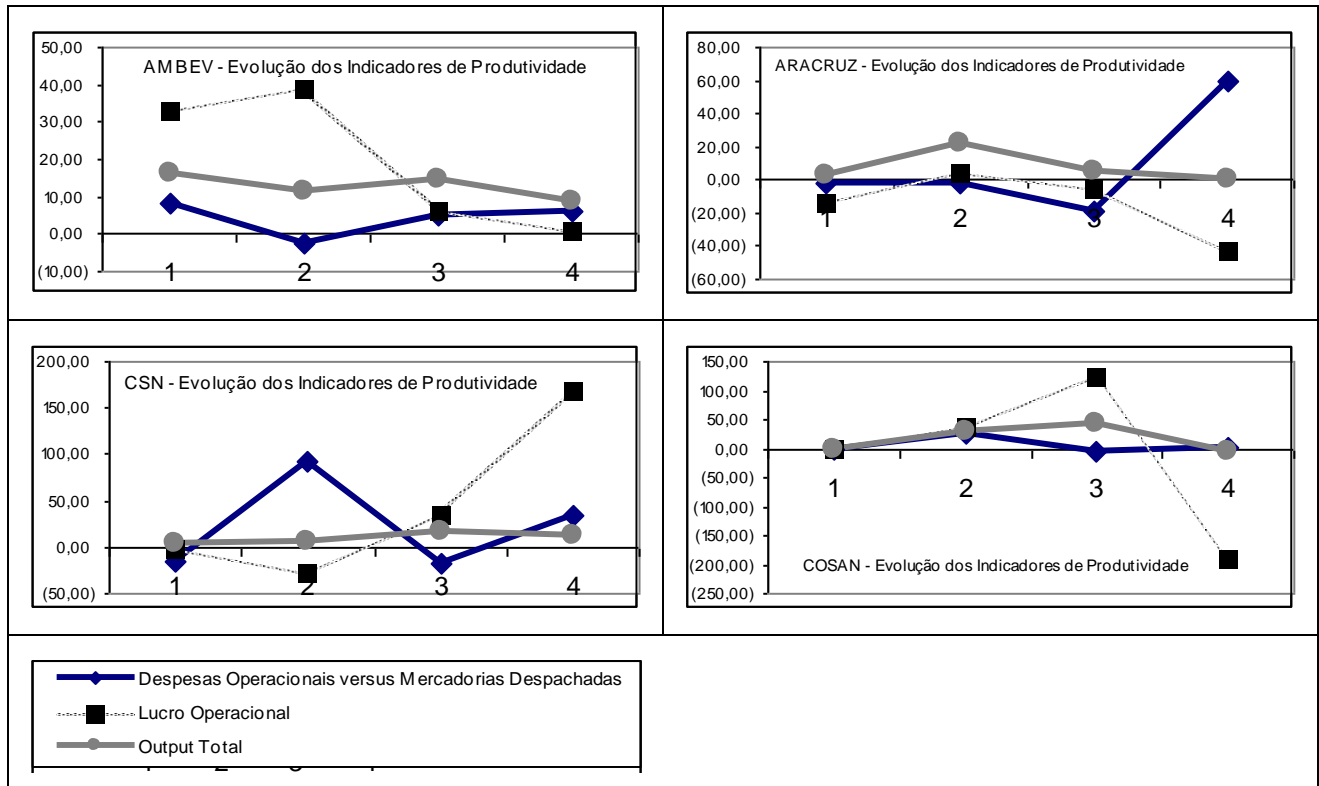 AMBEV - Evolução dos Indicadores de Produtividade
50,00
40,00
30,00
20,00
10,00
0,00
(10,00)
1 2 3 4
ARACRUZ - Evolução dos Indicadores de Produtividade
80,00
60,00
40,00
20,00
0,00
(20,00)
(40,00)
(60,00)
1 2 3 4
CSN - Evolução dos Indicadores de Produtividade
200,00
150,00
100,00
50,00
0,00
(50,00)
1 2 3 4
150,00
100,00
50,00
0,00
(50,00)
(100,00)
(150,00)
(200,00)
(250,00)
1 2 3 4
COSAN - Evolução dos Indicadores de Produtividade
Despesas Operacionais versus Mercadorias Despachadas
Lucro Operacional
Output Total